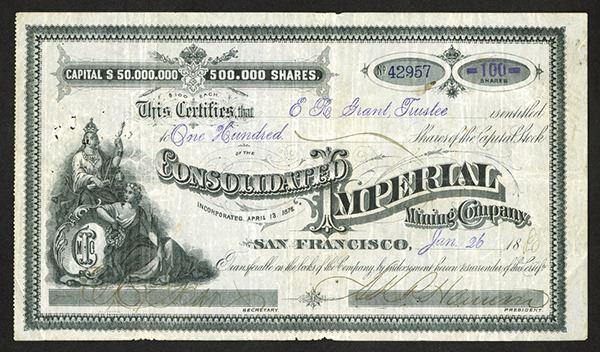 CAPITAL $ 50.000.000 500.000 SHARES.
$100 EACH
No 42957
100
SHARES
This Certifies, that E R Grant, Trustee is entitled
to One Hundred Shares of the Capital Stock
OF THE
CONSOLIDATED IMPERIAL
Mining Company.
INCORPORATED APRIL 13. 1876
SAN FRANCISCO, Jan. 26 1880
Transferable on the books of the Company, by indorsement hereon & surrender of this certif
SECRETARY.
PRESIDENT.